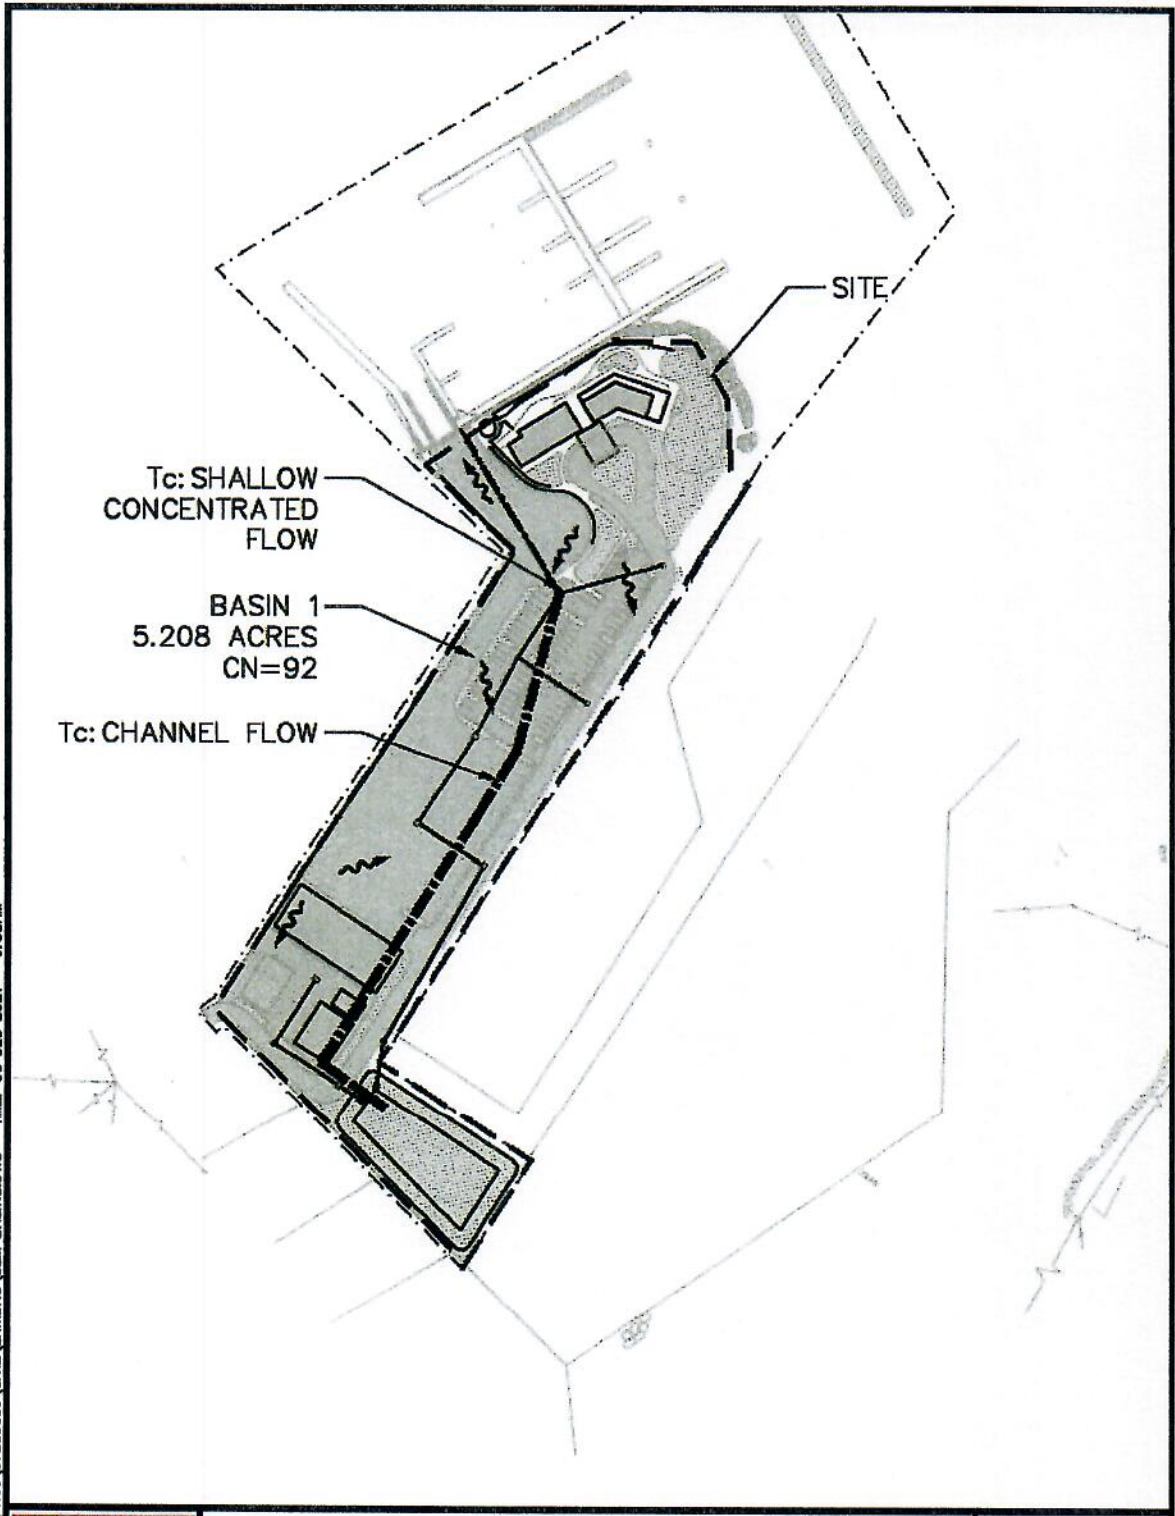 SITE
Tc: SHALLOW
CONCENTRATED
FLOW
BASIN 1
5.208 ACRES
CN=92
Tc: CHANNEL FLOW